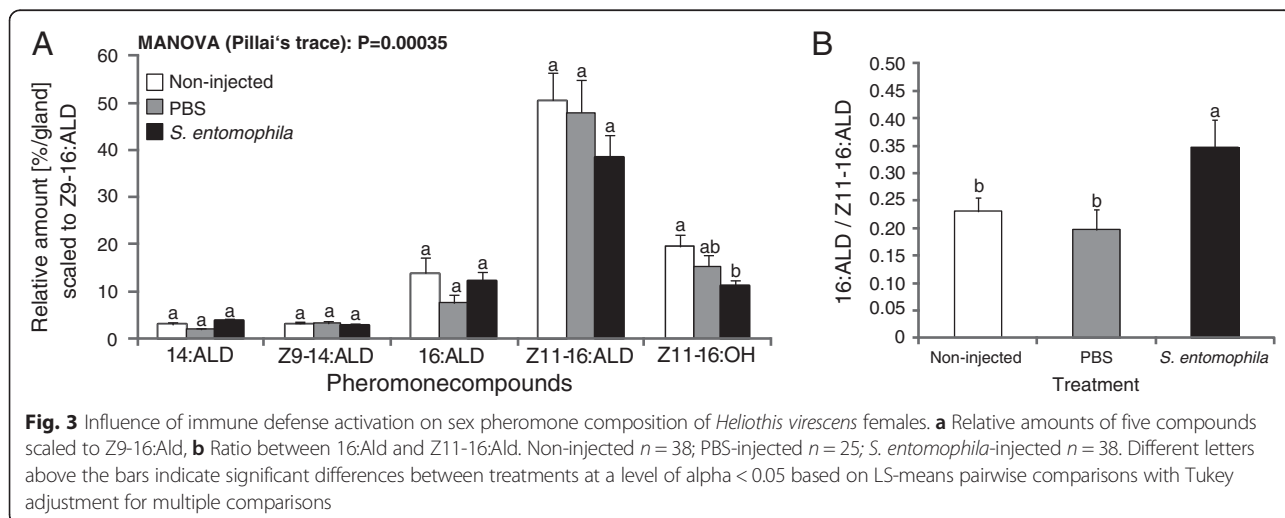 A
MANOVA (Pillai's trace): P=0.00035
Relative amount [%/gland]
scaled to Z9-16:ALD
60
50
40
30
20
10
0
Non-injected
PBS
S. entomophila
a a a
a a a
a a a
a a a
a ab b
14:ALD Z9-14:ALD 16:ALD Z11-16:ALD Z11-16:OH
Pheromonecompounds
B
16:ALD / Z11-16:ALD
0.50
0.45
0.40
0.35
0.30
0.25
0.20
0.15
0.10
0.05
0
b b a
Non-injected PBS S. entomophila
Treatment
Fig. 3 Influence of immune defense activation on sex pheromone composition of Heliothis virescens females. a Relative amounts of five compounds
scaled to Z9-16:Ald, b Ratio between 16:Ald and Z11-16:Ald. Non-injected n = 38; PBS-injected n = 25; S. entomophila-injected n = 38. Different letters
above the bars indicate significant differences between treatments at a level of alpha < 0.05 based on LS-means pairwise comparisons with Tukey
adjustment for multiple comparisons